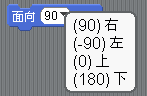 面向 90
(90) 右
(-90) 左
(0) 上
(180) 下